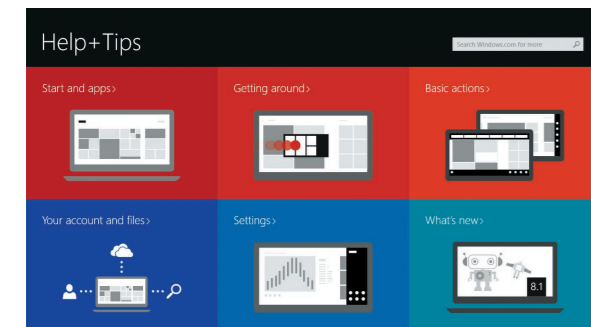 Help+Tips
Search Windows.com for more
Start and apps>
Getting around>
Basic actions>
Your account and files>
Settings>
What's new>
8.1